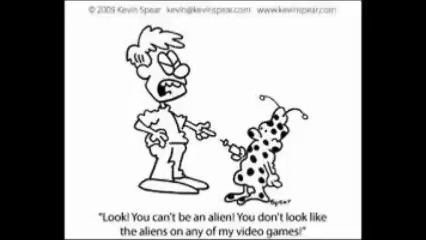 © 2005 Kevin Spear kevin@kevinspear.com www.kevinspear.com
SPEAR
"Look! You can't be an alien! You don't look like
the aliens on any of my video games!"